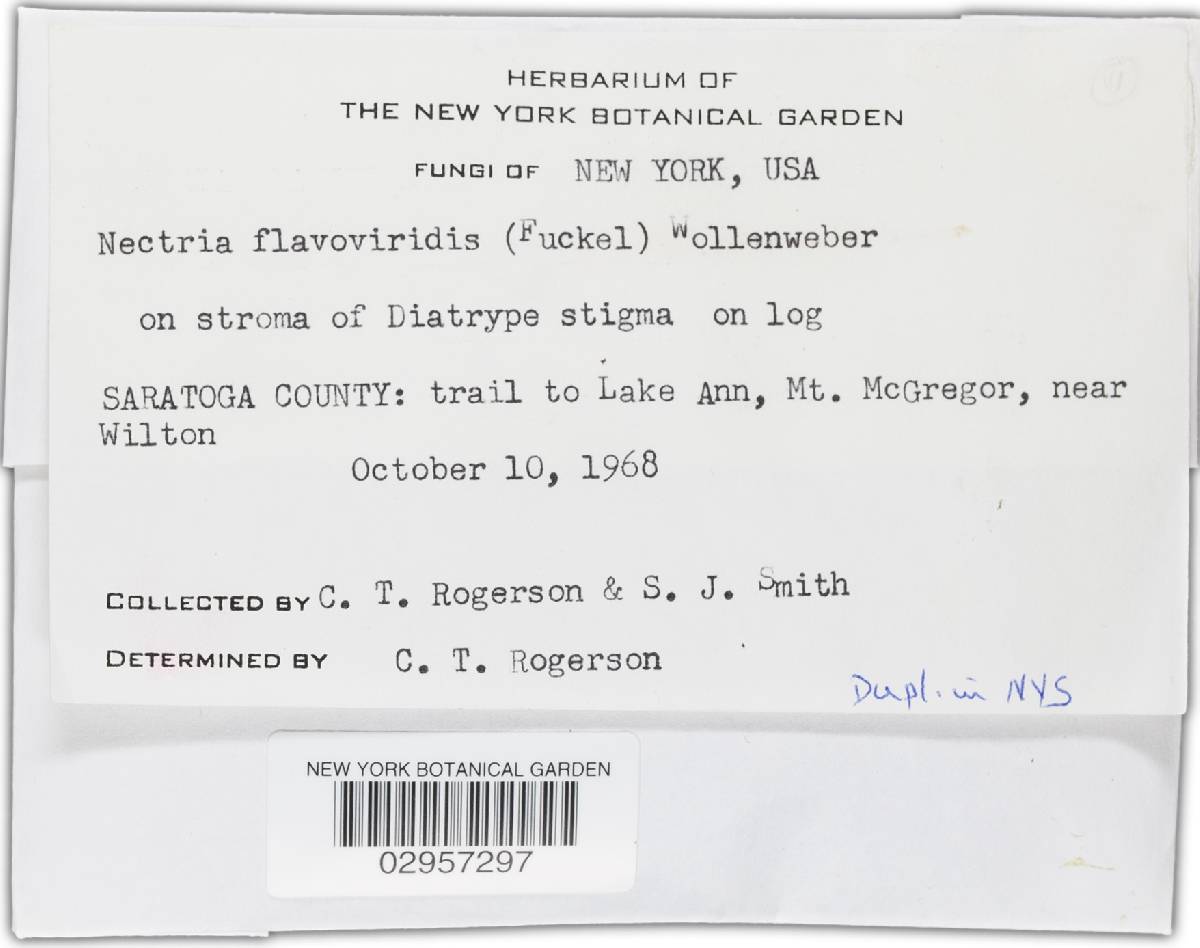 HERBARIUM OF
THE NEW YORK BOTANICAL GARDEN
FUNGI OF NEW YORK, USA
Nectria flavoviridis (Fuckel) Wollenweber
on stroma of Diatrype stigma on log
SARATOGA COUNTY: trail to Lake Ann, Mt. McGregor, near
Wilton
October 10, 1968
COLLECTED BY C. T. Rogerson & S. J. Smith
DETERMINED BY C. T. Rogerson
Dupl. in NYS
NEW YORK BOTANICAL GARDEN
02957297